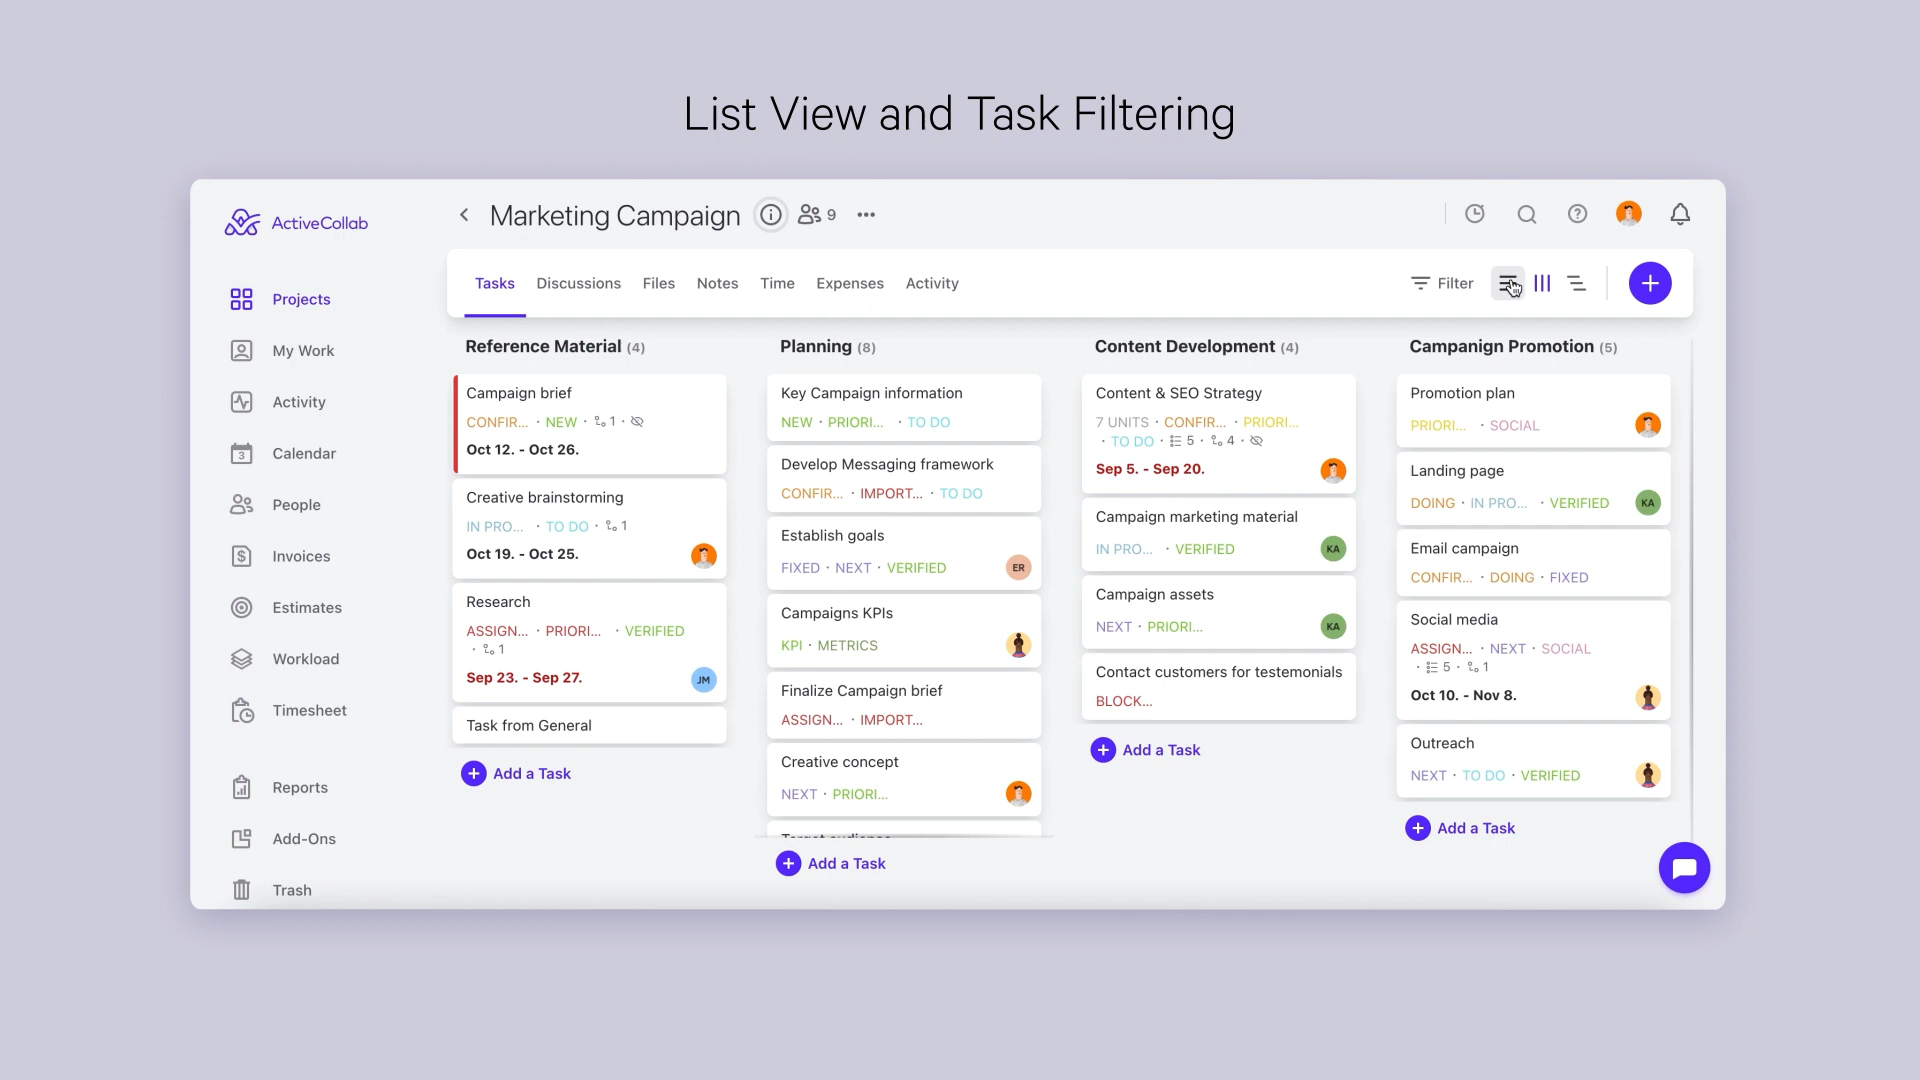 List View and Task Filtering
ActiveCollab
Marketing Campaign
9
Projects
My Work
Activity
3
Calendar
People
Invoices
Estimates
Workload
Timesheet
Reports
Add-Ons
Trash
Tasks Discussions Files Notes Time Expenses Activity
Filter
Reference Material (4)
Campaign brief
CONFIR... · NEW · 1 ·
Oct 12. - Oct 26.
Creative brainstorming
IN PRO... · TO DO · 1
Oct 19. - Oct 25.
Research
ASSIGN... · PRIORI... · VERIFIED
· 1
Sep 23. - Sep 27.
JM
Task from General
Add a Task
Planning (8)
Key Campaign information
NEW · PRIORI... · TO DO
Develop Messaging framework
CONFIR... · IMPORT... · TO DO
Establish goals
FIXED · NEXT · VERIFIED
ER
Campaigns KPIs
KPI · METRICS
Finalize Campaign brief
ASSIGN... · IMPORT...
Creative concept
NEXT · PRIORI...
Target audience
Add a Task
Content Development (4)
Content & SEO Strategy
7 UNITS · CONFIR... · PRIORI...
· TO DO · 5 · 4 ·
Sep 5. - Sep 20.
Campaign marketing material
IN PRO... · VERIFIED
KA
Campaign assets
NEXT · PRIORI...
KA
Contact customers for testemonials
BLOCK...
Add a Task
Campanign Promotion (5)
Promotion plan
PRIORI... · SOCIAL
Landing page
DOING · IN PRO... · VERIFIED
KA
Email campaign
CONFIR... · DOING · FIXED
Social media
ASSIGN... · NEXT · SOCIAL
· 5 · 1
Oct 10. - Nov 8.
Outreach
NEXT · TO DO · VERIFIED
Add a Task